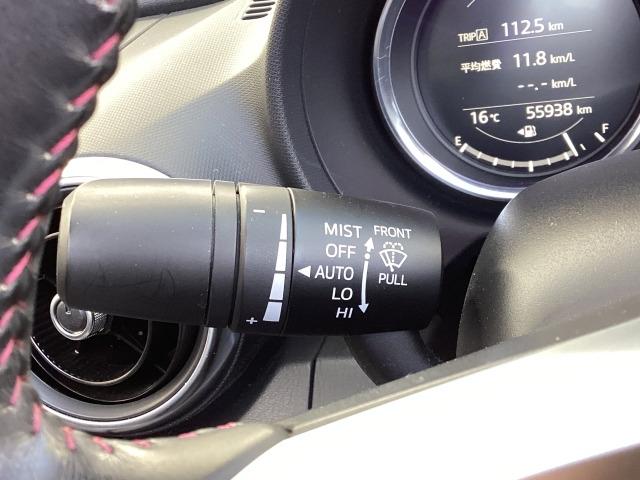 TRIP A 112.5 km
平均燃費 11.8 km/L
--.- km/L
16℃ 55938 km
E F
− MIST FRONT
OFF
AUTO PULL
LO
+ HI